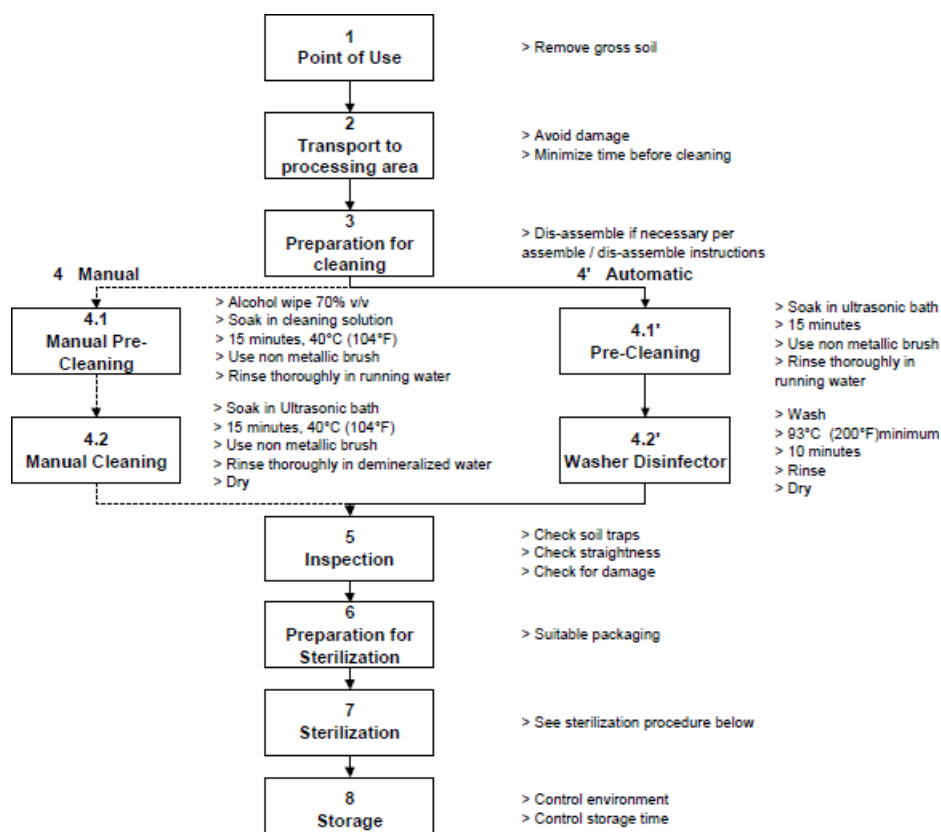 1
Point of Use
> Remove gross soil
2
Transport to
processing area
> Avoid damage
> Minimize time before cleaning
3
Preparation for
cleaning
> Dis-assemble if necessary per
assemble / dis-assemble instructions
4 Manual
4' Automatic
4.1
Manual Pre-
Cleaning
> Alcohol wipe 70% v/v
> Soak in cleaning solution
> 15 minutes, 40°C (104°F)
> Use non metallic brush
> Rinse thoroughly in running water
4.1'
Pre-Cleaning
> Soak in ultrasonic bath
> 15 minutes
> Use non metallic brush
> Rinse thoroughly in
running water
4.2
Manual Cleaning
> Soak in Ultrasonic bath
> 15 minutes, 40°C (104°F)
> Use non metallic brush
> Rinse thoroughly in demineralized water
> Dry
4.2'
Washer Disinfector
> Wash
> 93°C (200°F)minimum
> 10 minutes
> Rinse
> Dry
5
Inspection
> Check soil traps
> Check straightness
> Check for damage
6
Preparation for
Sterilization
> Suitable packaging
7
Sterilization
> See sterilization procedure below
8
Storage
> Control environment
> Control storage time